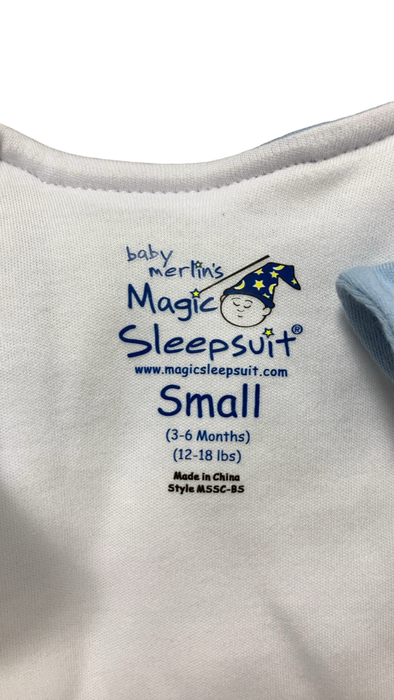 baby
merlin's
Magic
Sleepsuit®
www.magicsleepsuit.com
Small
(3-6 Months)
(12-18 lbs)
Made in China
Style MSSC-BS